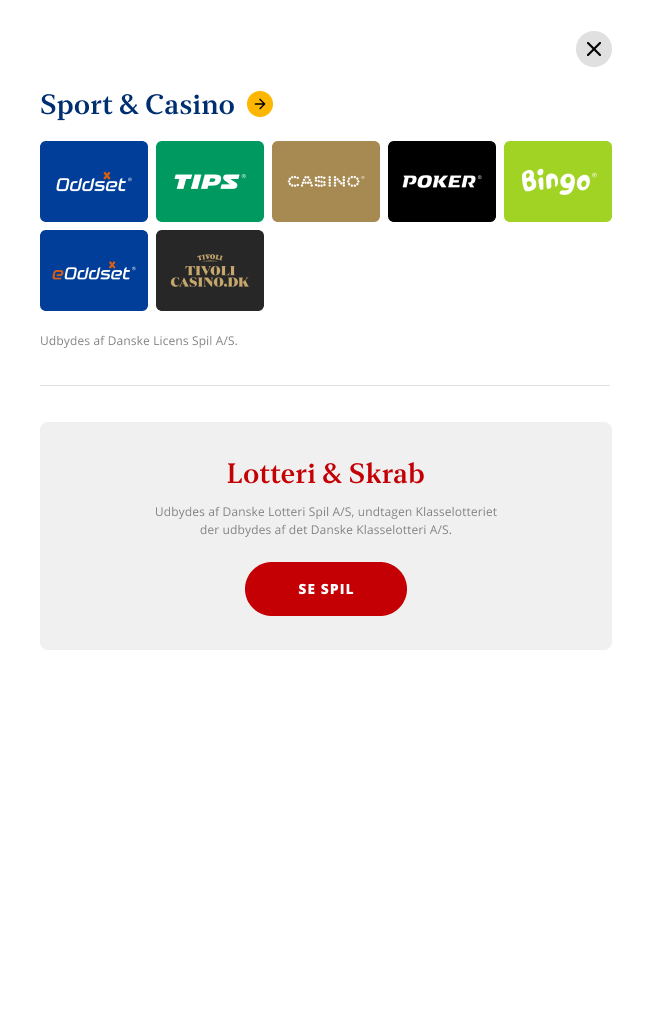 Sport & Casino
Oddset®
TIPS®
CASINO®
POKER®
Bingo®
eOddset®
TIVOLI
TIVOLI
CASINO.DK
Udbydes af Danske Licens Spil A/S.
Lotteri & Skrab
Udbydes af Danske Lotteri Spil A/S, undtagen Klasselotteriet
der udbydes af det Danske Klasselotteri A/S.
SE SPIL